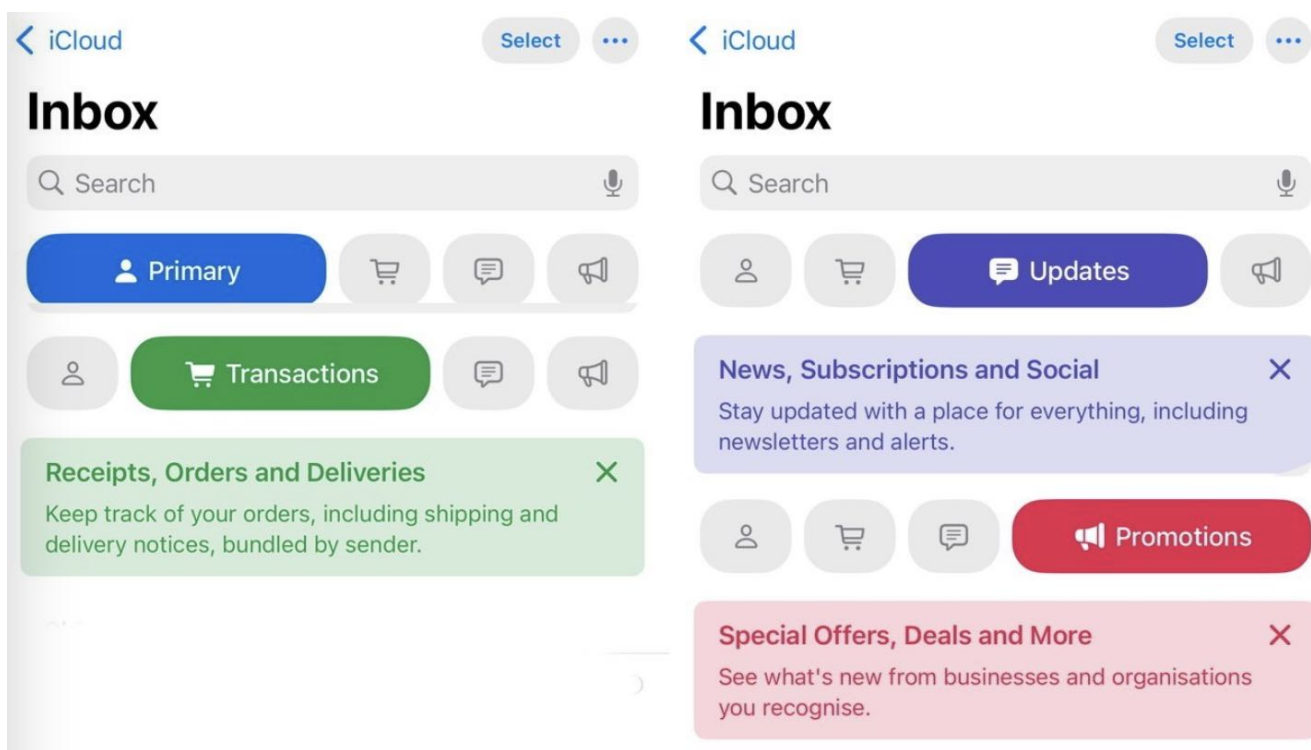 iCloud
Select
Inbox
Search
Primary
Transactions
Receipts, Orders and Deliveries
Keep track of your orders, including shipping and
delivery notices, bundled by sender.
iCloud
Select
Inbox
Search
Updates
News, Subscriptions and Social
Stay updated with a place for everything, including
newsletters and alerts.
Promotions
Special Offers, Deals and More
See what's new from businesses and organisations
you recognise.